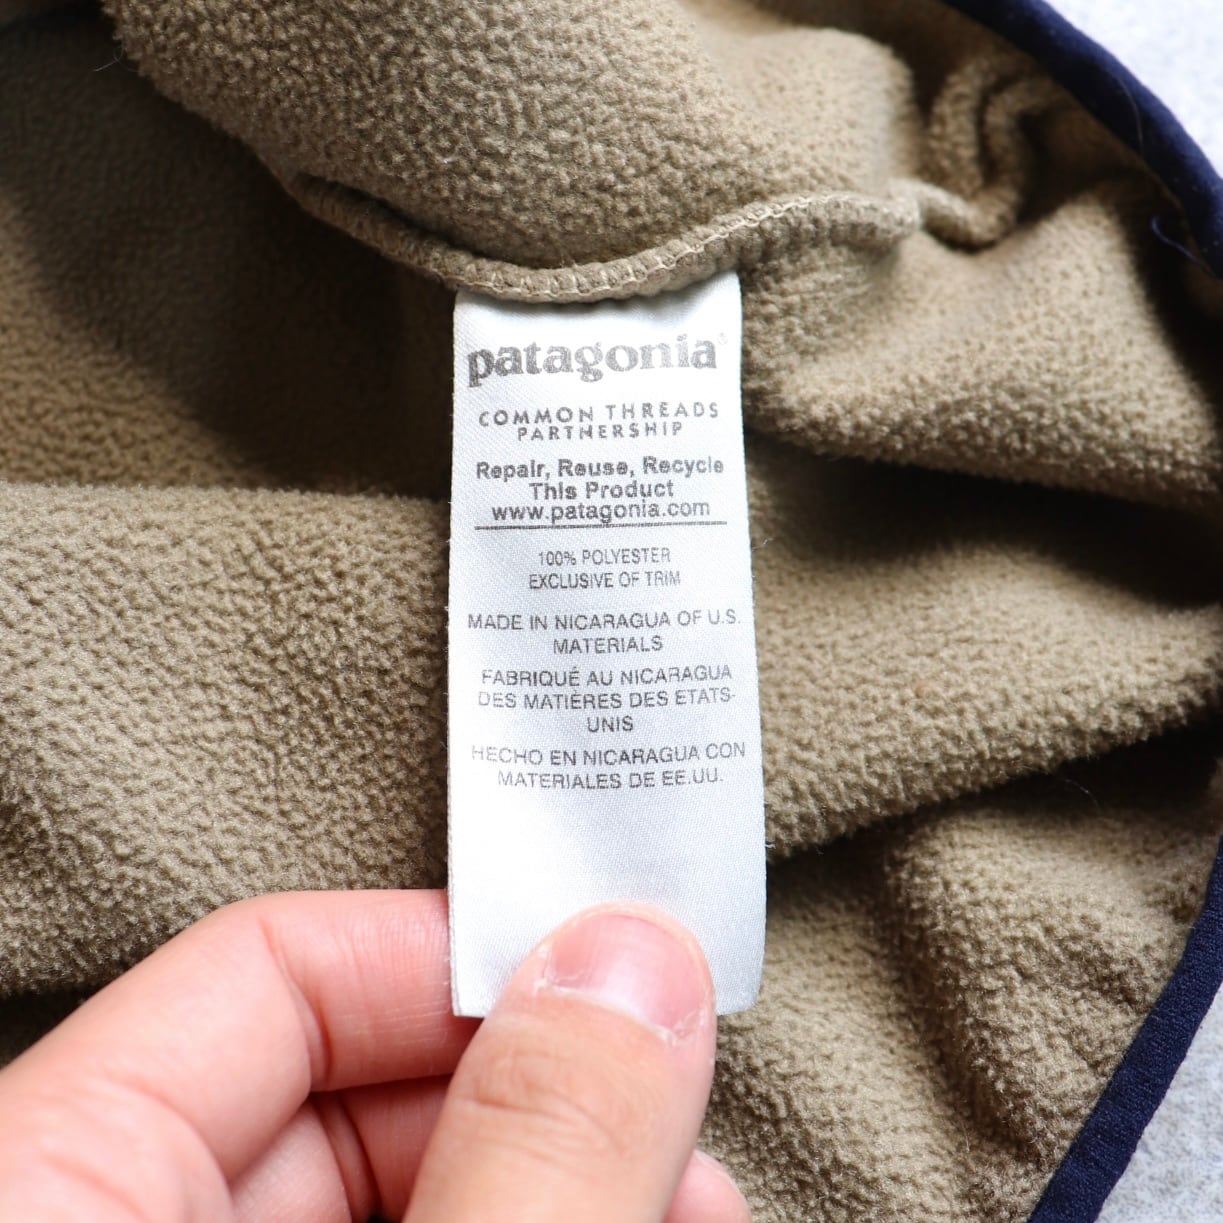 patagonia®
COMMON THREADS
PARTNERSHIP
Repair, Reuse, Recycle
This Product
www.patagonia.com
100% POLYESTER
EXCLUSIVE OF TRIM
MADE IN NICARAGUA OF U.S.
MATERIALS
FABRIQUÉ AU NICARAGUA
DES MATIÈRES DES ETATS-
UNIS
HECHO EN NICARAGUA CON
MATERIALES DE EE.UU.